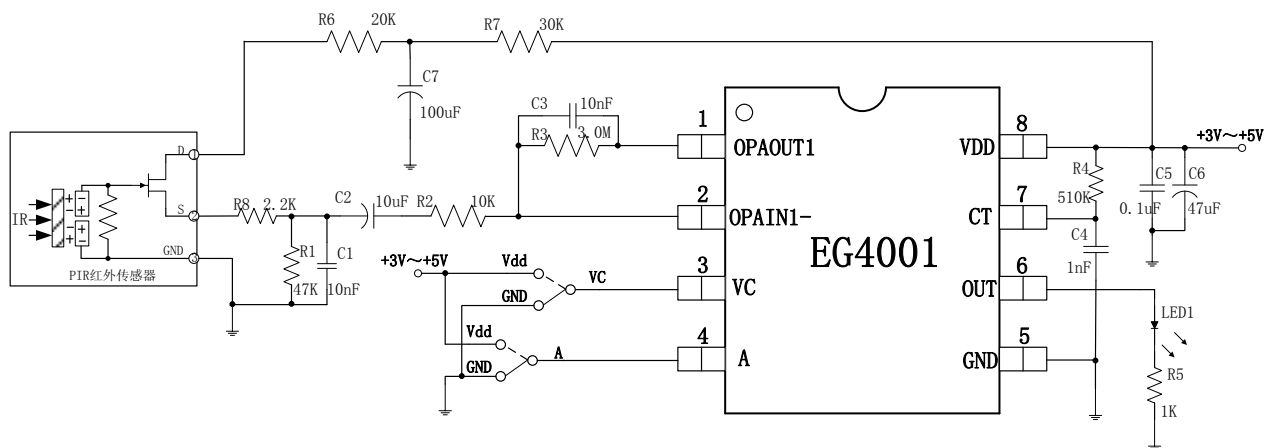 R6 20K
R7 30K
C7
100uF
C3 10nF
R3 3.0M
1
OPAOUT1
2
OPAIN1-
3
VC
4
A
EG4001
8
VDD
7
CT
6
OUT
5
GND
+3V～+5V
R4
510K
C5
0.1uF
C6
47uF
C4
1nF
LED1
R5
1K
D 1
S 2
GND 3
IR
+
-
+
-
+
-
+
-
PIR红外传感器
R8 2.2K
C2
10uF
R2 10K
R1
47K
C1
10nF
+3V～+5V
Vdd
GND
VC
Vdd
GND
A